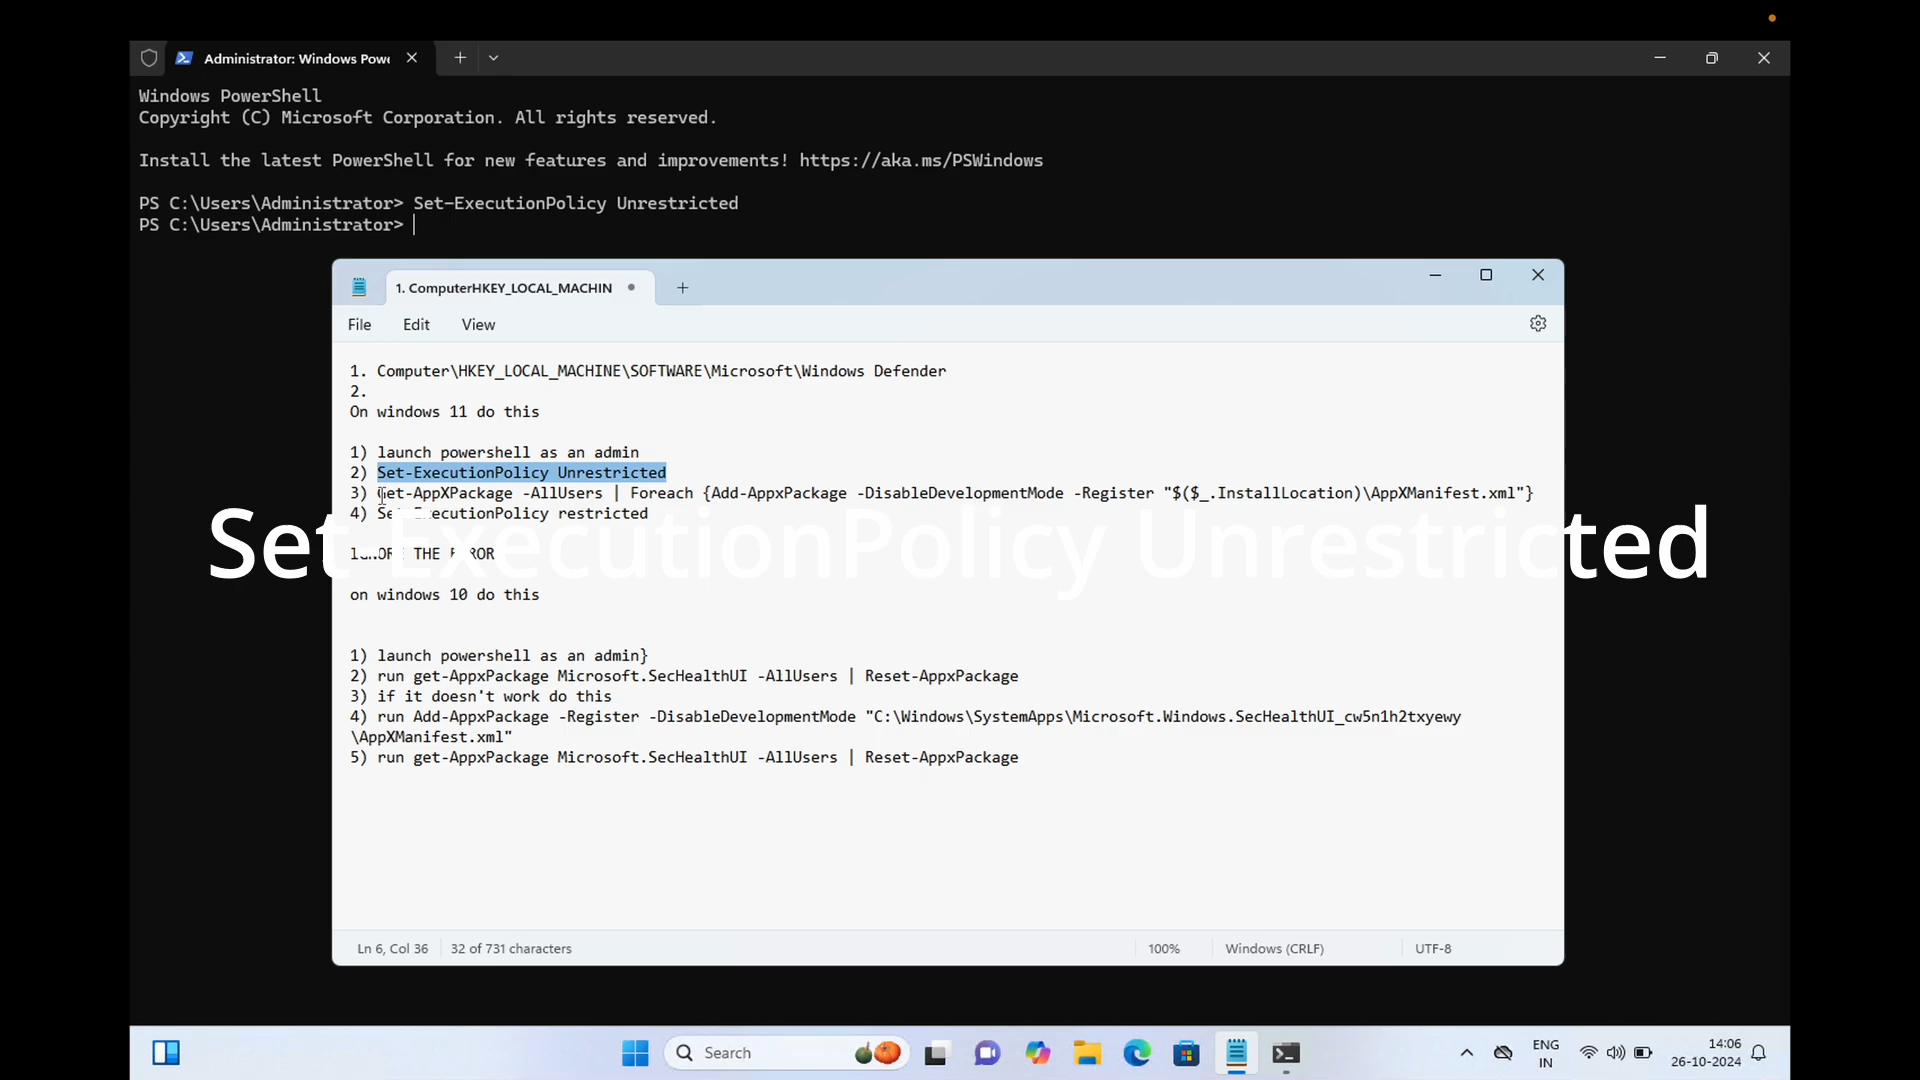 Administrator: Windows Powe
Windows PowerShell
Copyright (C) Microsoft Corporation. All rights reserved.
Install the latest PowerShell for new features and improvements! https://aka.ms/PSWindows
PS C:\Users\Administrator> Set-ExecutionPolicy Unrestricted
PS C:\Users\Administrator>
1. ComputerHKEY_LOCAL_MACHIN
File Edit View
1. Computer\HKEY_LOCAL_MACHINE\SOFTWARE\Microsoft\Windows Defender
2.
On windows 11 do this
1) launch powershell as an admin
2) Set-ExecutionPolicy Unrestricted
3) Get-AppXPackage -AllUsers | Foreach {Add-AppxPackage -DisableDevelopmentMode -Register "$($_.InstallLocation)\AppXManifest.xml"}
4) Set-ExecutionPolicy restricted
Set-ExecutionPolicy Unrestricted
IGNORE THE ERROR
on windows 10 do this
1) launch powershell as an admin}
2) run get-AppxPackage Microsoft.SecHealthUI -AllUsers | Reset-AppxPackage
3) if it doesn't work do this
4) run Add-AppxPackage -Register -DisableDevelopmentMode "C:\Windows\SystemApps\Microsoft.Windows.SecHealthUI_cw5n1h2txyewy
\AppXManifest.xml"
5) run get-AppxPackage Microsoft.SecHealthUI -AllUsers | Reset-AppxPackage
Ln 6, Col 36 32 of 731 characters 100% Windows (CRLF) UTF-8
Search
ENG
IN
14:06
26-10-2024